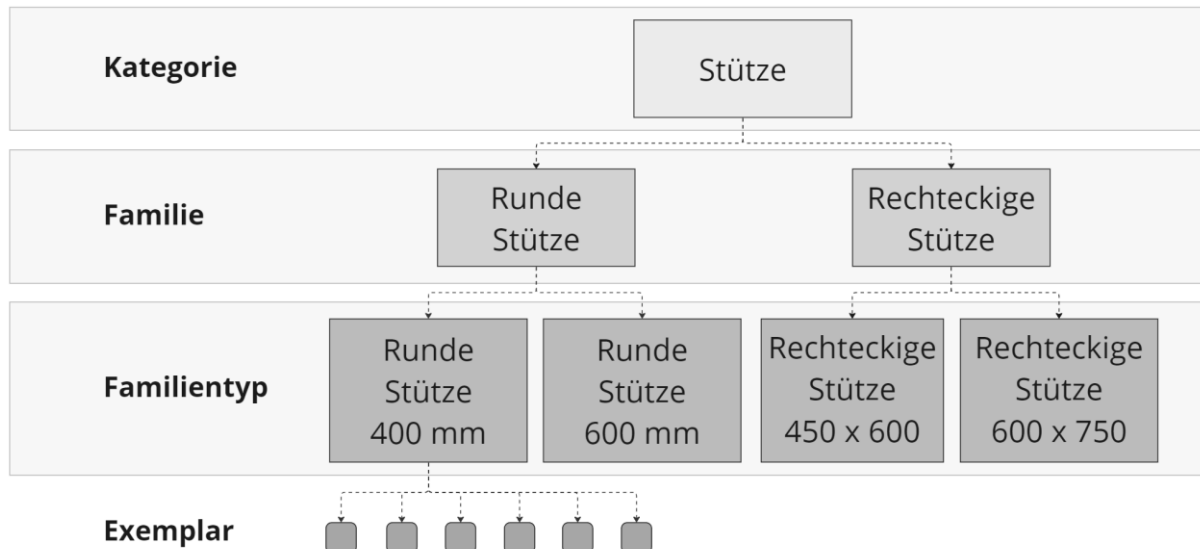 Kategorie
Stütze
Familie
Runde
Stütze
Rechteckige
Stütze
Familientyp
Runde
Stütze
400 mm
Runde
Stütze
600 mm
Rechteckige
Stütze
450 x 600
Rechteckige
Stütze
600 x 750
Exemplar